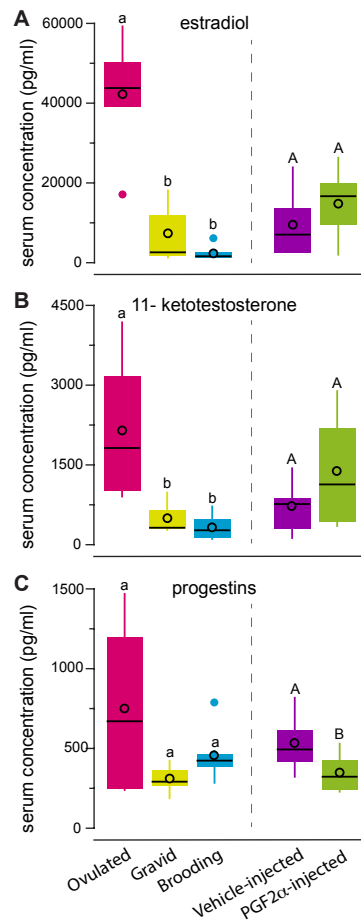 A estradiol
60000
40000
20000
0
serum concentration (pg/ml)
a
b
b
A
A
B 11- ketotestosterone
4500
3000
1500
0
serum concentration (pg/ml)
a
b
b
A
A
C progestins
1500
1000
500
0
serum concentration (pg/ml)
a
a
a
A
B
Ovulated
Gravid
Brooding
Vehicle-injected
PGF2α-injected